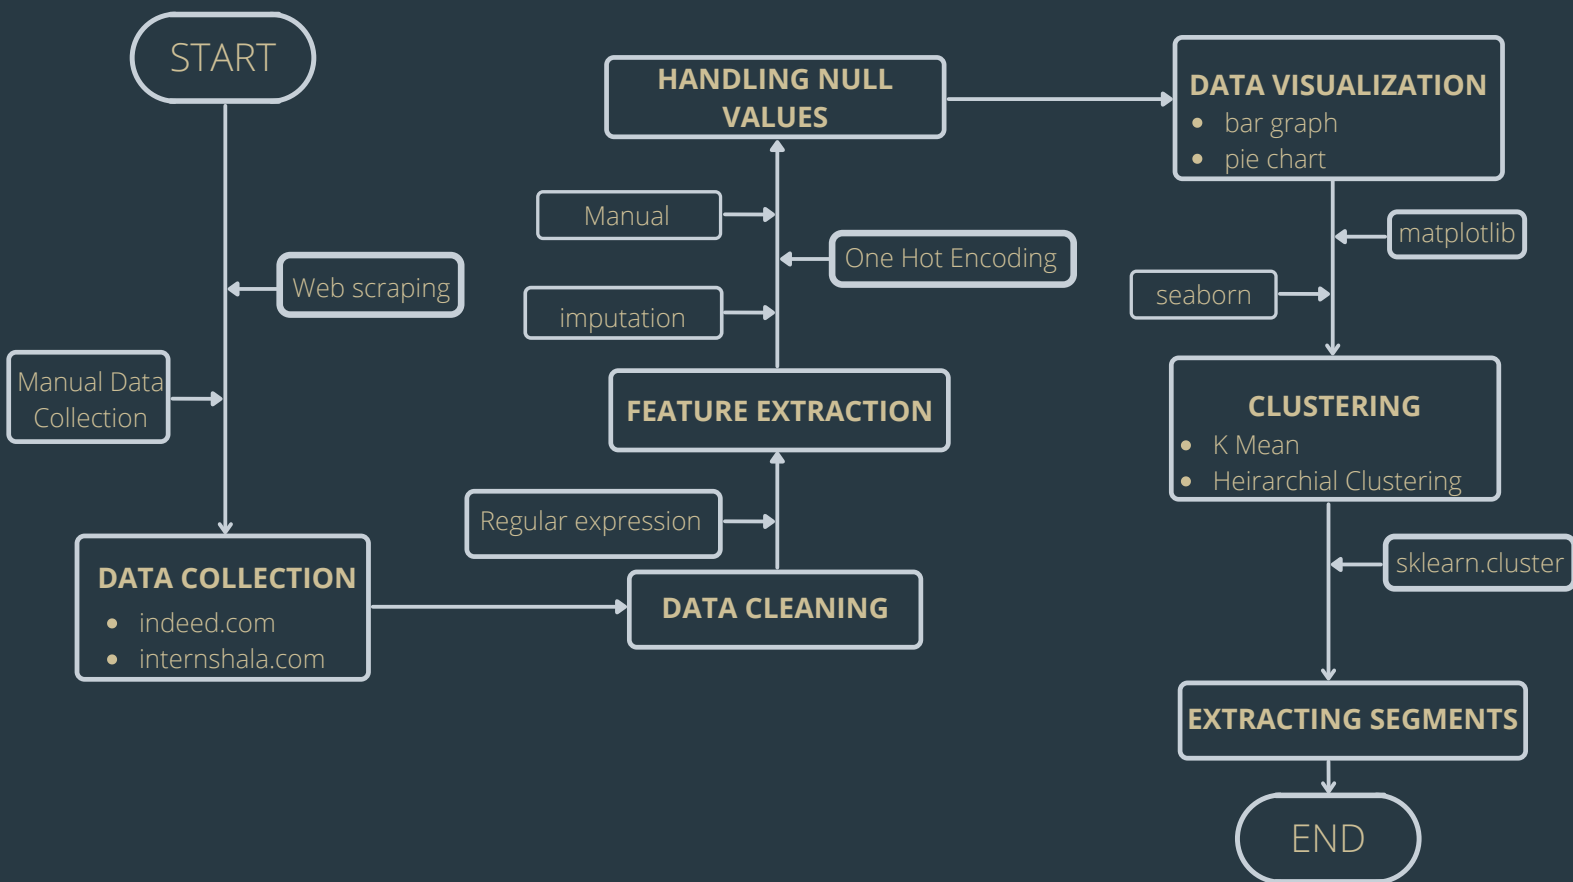 START
Web scraping
Manual Data
Collection
DATA COLLECTION
indeed.com
internshala.com
DATA CLEANING
Regular expression
FEATURE EXTRACTION
imputation
One Hot Encoding
Manual
HANDLING NULL
VALUES
DATA VISUALIZATION
bar graph
pie chart
matplotlib
seaborn
CLUSTERING
K Mean
Heirarchial Clustering
sklearn.cluster
EXTRACTING SEGMENTS
END